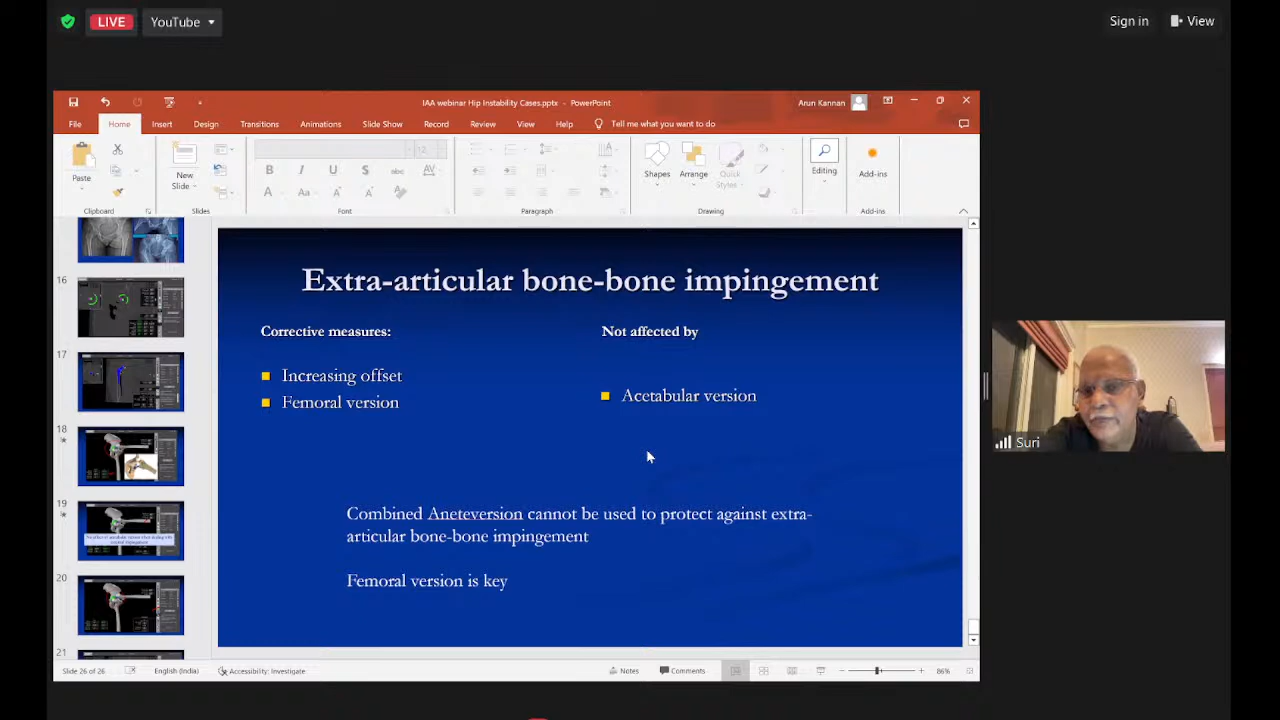 LIVE
YouTube
Sign in
View
IAA webinar Hip Instability Cases.pptx - PowerPoint
Arun Kannan
File
Home
Insert
Design
Transitions
Animations
Slide Show
Record
Review
View
Help
Tell me what you want to do
Paste
New
Slide
B
I
U
S
abc
AV
A
Aa
A
A
Shapes
Arrange
Quick
Styles
Editing
Add-ins
Clipboard
Slides
Font
Paragraph
Drawing
Add-ins
16
17
18
19
20
21
Extra-articular bone-bone impingement
Corrective measures:
Not affected by
Increasing offset
Femoral version
Acetabular version
Combined Aneteversion cannot be used to protect against extra-
articular bone-bone impingement
Femoral version is key
Suri
Slide 26 of 26
English (India)
Accessibility: Investigate
Notes
Comments
86%